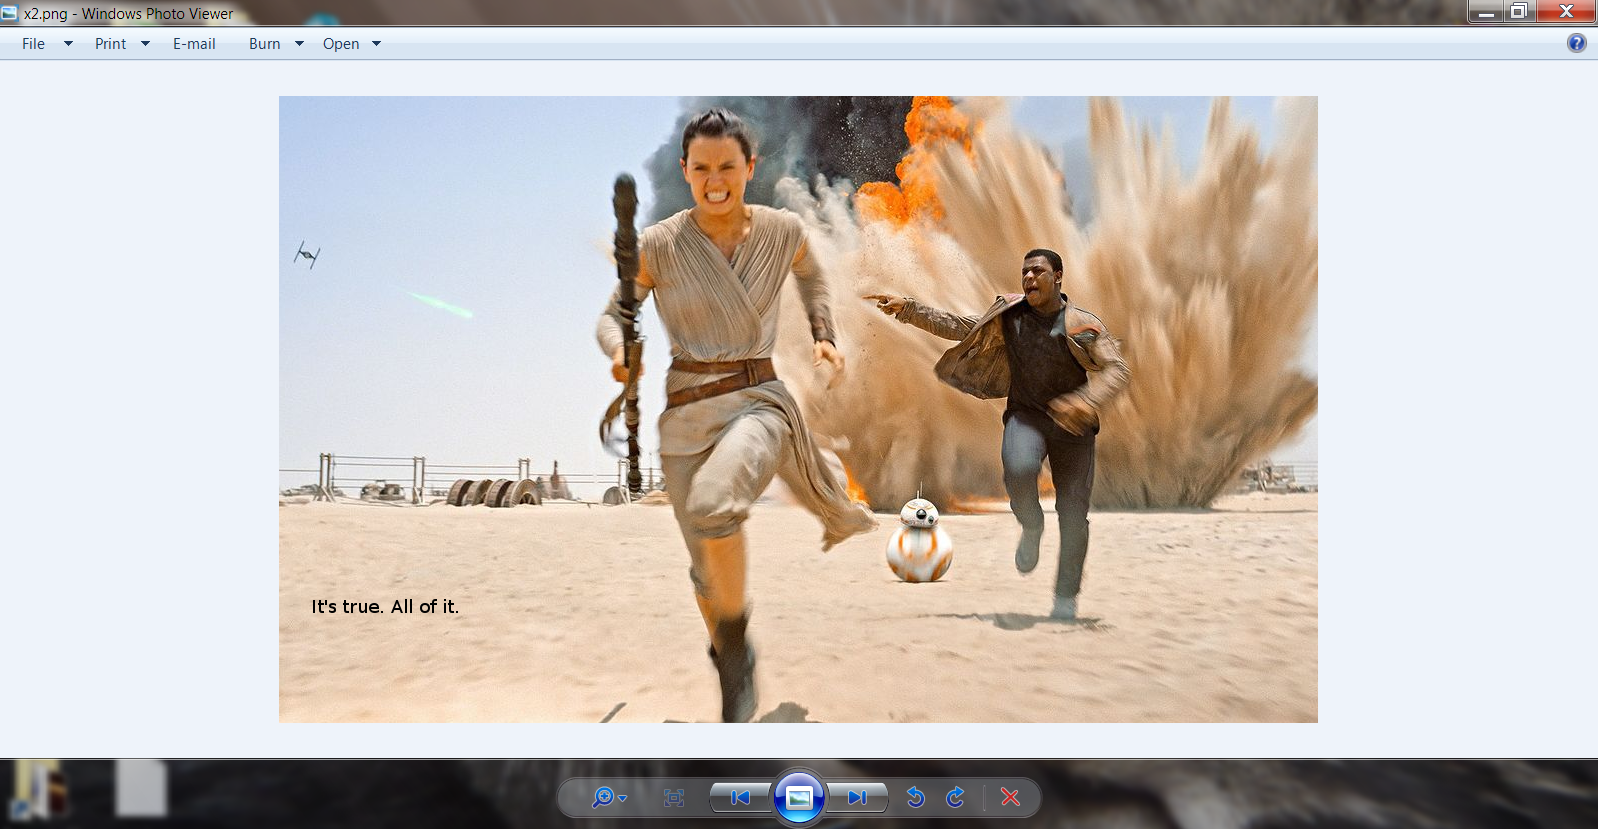 x2.png - Windows Photo Viewer
File Print E-mail Burn Open
It's true. All of it.